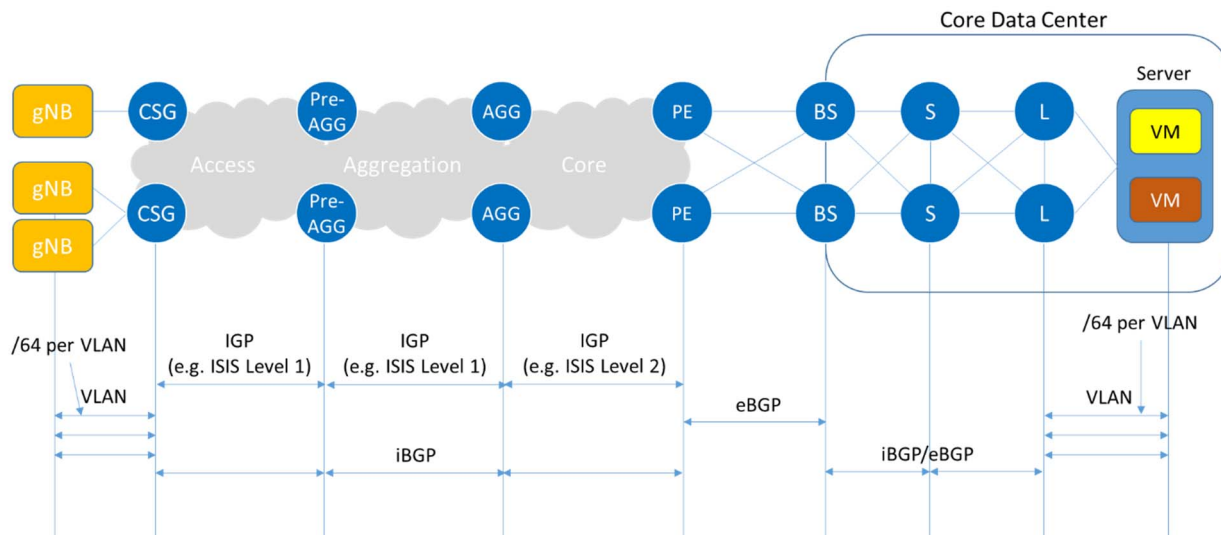 Core Data Center
Server
gNB
CSG
Pre-
AGG
AGG
PE
BS
S
L
VM
Access
Aggregation
Core
gNB
gNB
CSG
Pre-
AGG
AGG
PE
BS
S
L
VM
/64 per VLAN
VLAN
IGP
(e.g. ISIS Level 1)
IGP
(e.g. ISIS Level 1)
IGP
(e.g. ISIS Level 2)
/64 per VLAN
VLAN
eBGP
iBGP
iBGP/eBGP